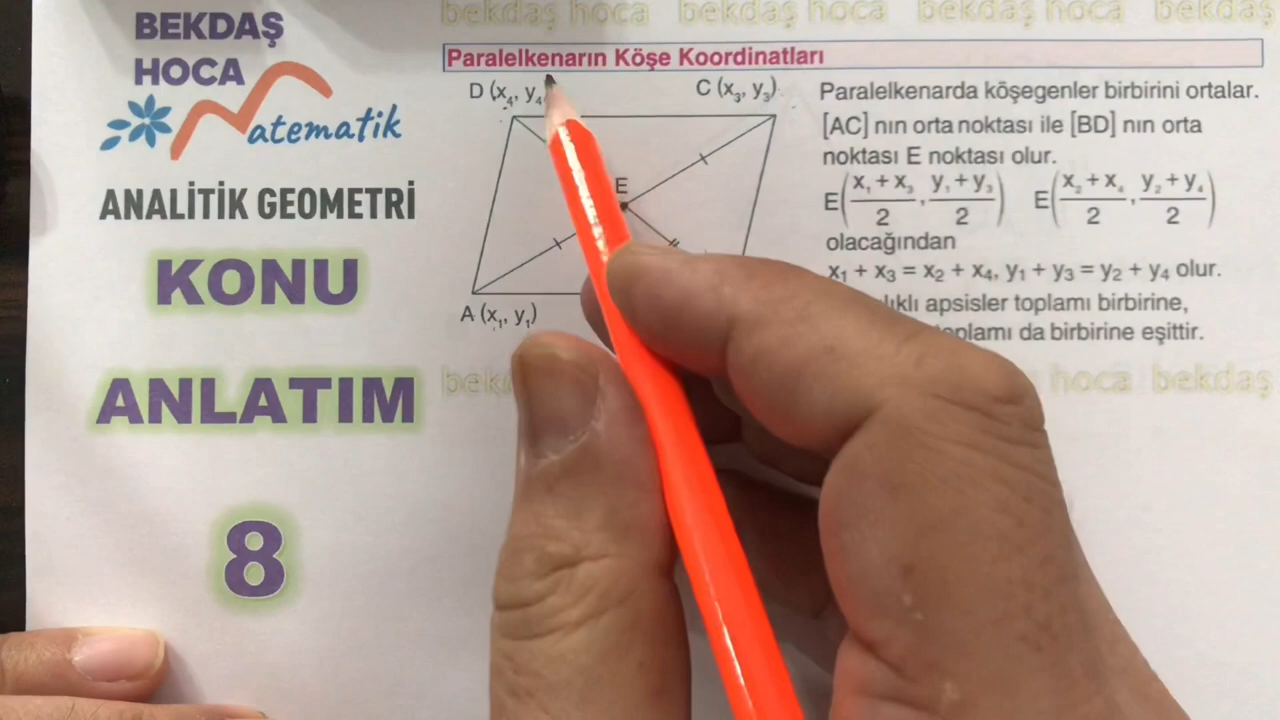 BEKDAŞ
HOCA
Matematik
ANALİTİK GEOMETRİ
KONU
ANLATIM
8
bekdaş hoca bekdaş hoca bekdaş hoca bekdaş
Paralelkenarın Köşe Koordinatları
D (x₄, y₄
C (x₃, y₃)
E
A (x₁, y₁)
Paralelkenarda köşegenler birbirini ortalar.
[AC] nın orta noktası ile [BD] nın orta
noktası E noktası olur.
E((x₁ + x₃)/2, (y₁ + y₃)/2) E((x₂ + x₄)/2, (y₂ + y₄)/2)
olacağından
x₁ + x₃ = x₂ + x₄, y₁ + y₃ = y₂ + y₄ olur.
apsisler toplamı birbirine,
da birbirine eşittir.
hoca bekdaş